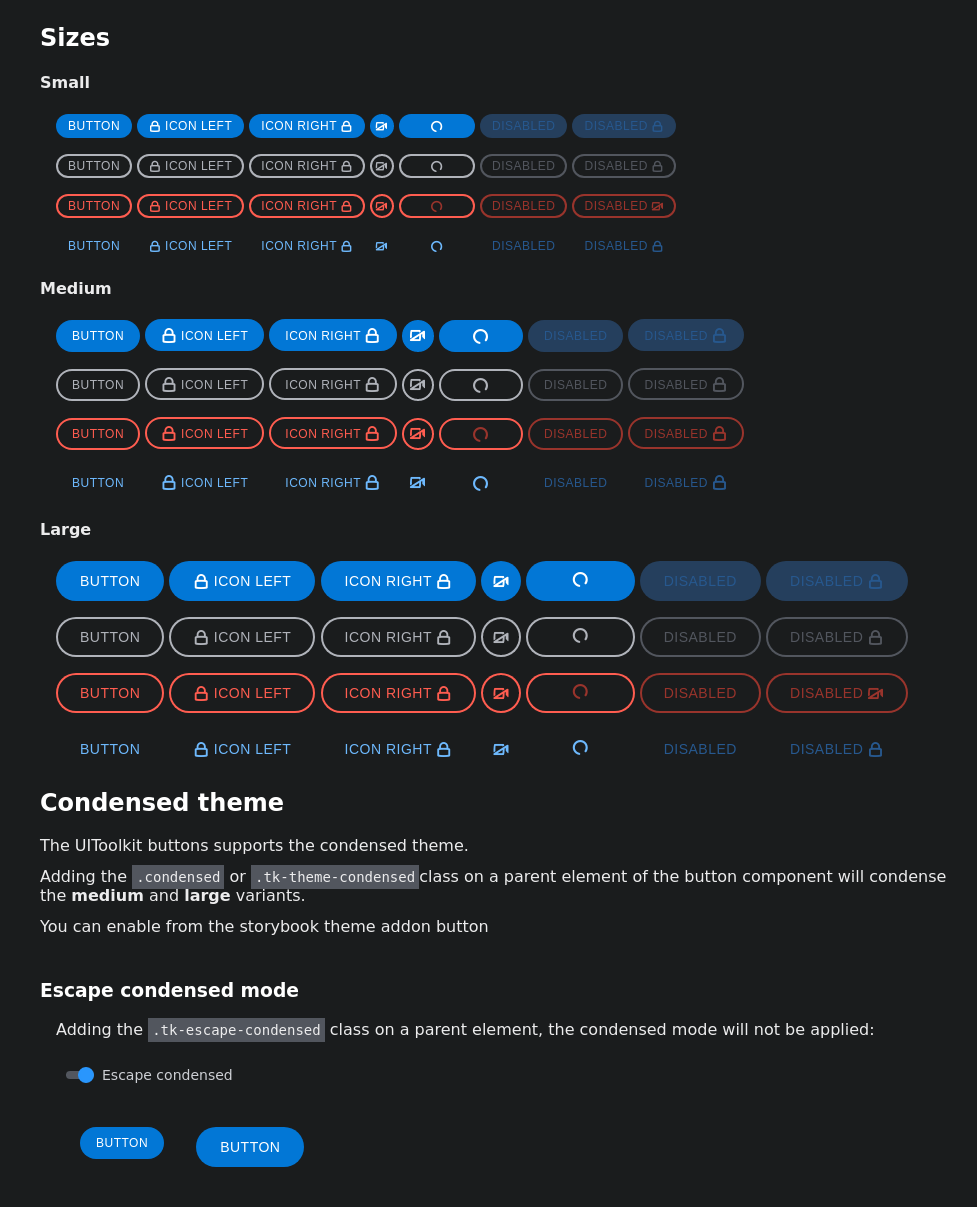 Sizes
Small
BUTTON ICON LEFT ICON RIGHT DISABLED DISABLED
BUTTON ICON LEFT ICON RIGHT DISABLED DISABLED
BUTTON ICON LEFT ICON RIGHT DISABLED DISABLED
BUTTON ICON LEFT ICON RIGHT DISABLED DISABLED
Medium
BUTTON ICON LEFT ICON RIGHT DISABLED DISABLED
BUTTON ICON LEFT ICON RIGHT DISABLED DISABLED
BUTTON ICON LEFT ICON RIGHT DISABLED DISABLED
BUTTON ICON LEFT ICON RIGHT DISABLED DISABLED
Large
BUTTON ICON LEFT ICON RIGHT DISABLED DISABLED
BUTTON ICON LEFT ICON RIGHT DISABLED DISABLED
BUTTON ICON LEFT ICON RIGHT DISABLED DISABLED
BUTTON ICON LEFT ICON RIGHT DISABLED DISABLED
Condensed theme
The UIToolkit buttons supports the condensed theme.
Adding the .condensed or .tk-theme-condensed class on a parent element of the button component will condense
the medium and large variants.
You can enable from the storybook theme addon button
Escape condensed mode
Adding the .tk-escape-condensed class on a parent element, the condensed mode will not be applied:
Escape condensed
BUTTON BUTTON